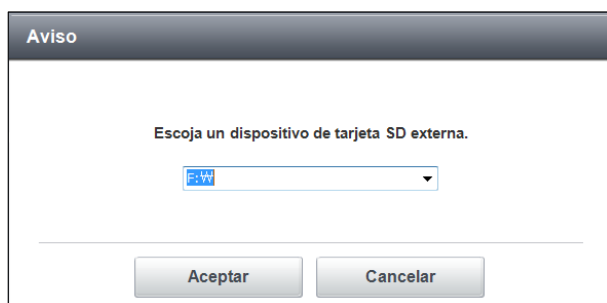 Aviso
Escoja un dispositivo de tarjeta SD externa.
F:₩
Aceptar
Cancelar